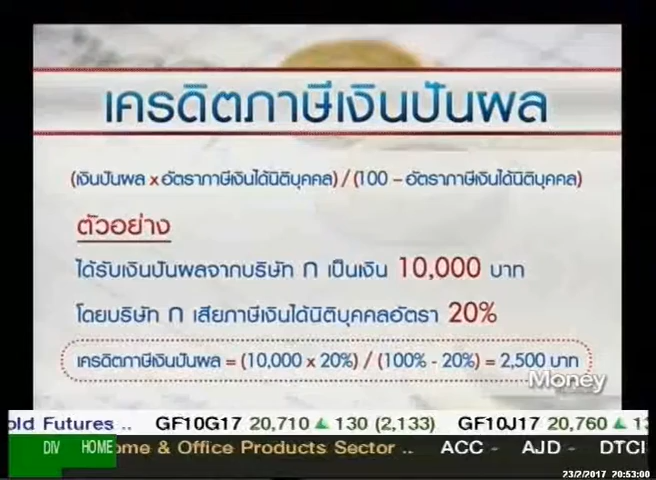 เครดิตภาษีเงินปันผล
(เงินปันผล x อัตราภาษีเงินได้นิติบุคคล) / (100 – อัตราภาษีเงินได้นิติบุคคล)
ตัวอย่าง
ได้รับเงินปันผลจากบริษัท ก เป็นเงิน 10,000 บาท
โดยบริษัท ก เสียภาษีเงินได้นิติบุคคลอัตรา 20%
เครดิตภาษีเงินปันผล = (10,000 x 20%) / (100% - 20%) = 2,500 บาท
Money
old Futures .. GF10G17 20,710 ▲ 130 (2,133) GF10J17 20,760 ▲ 13
DIV HOME ome & Office Products Sector .. ACC - AJD - DTCI
23/2/2017 20:53:00